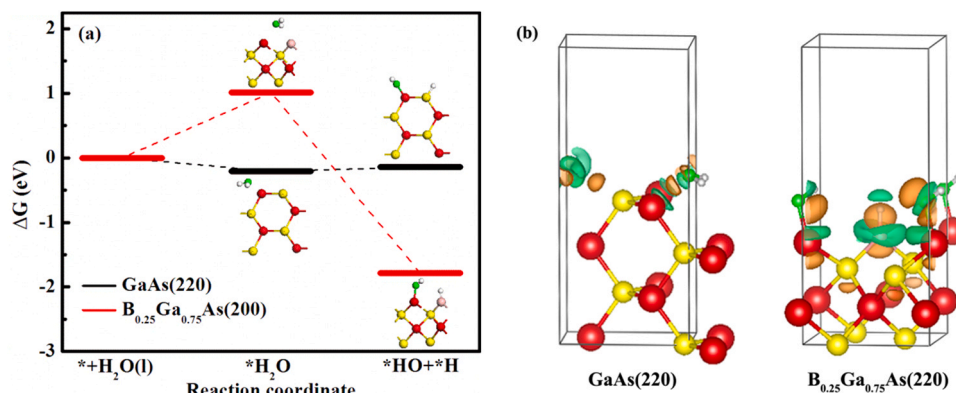 (a)
2
1
0
-1
-2
-3
ΔG (eV)
GaAs(220)
B0.25Ga0.75As(200)
*+H2O(l)
*H2O
*HO+*H
Reaction coordinate
(b)
GaAs(220)
B0.25Ga0.75As(220)